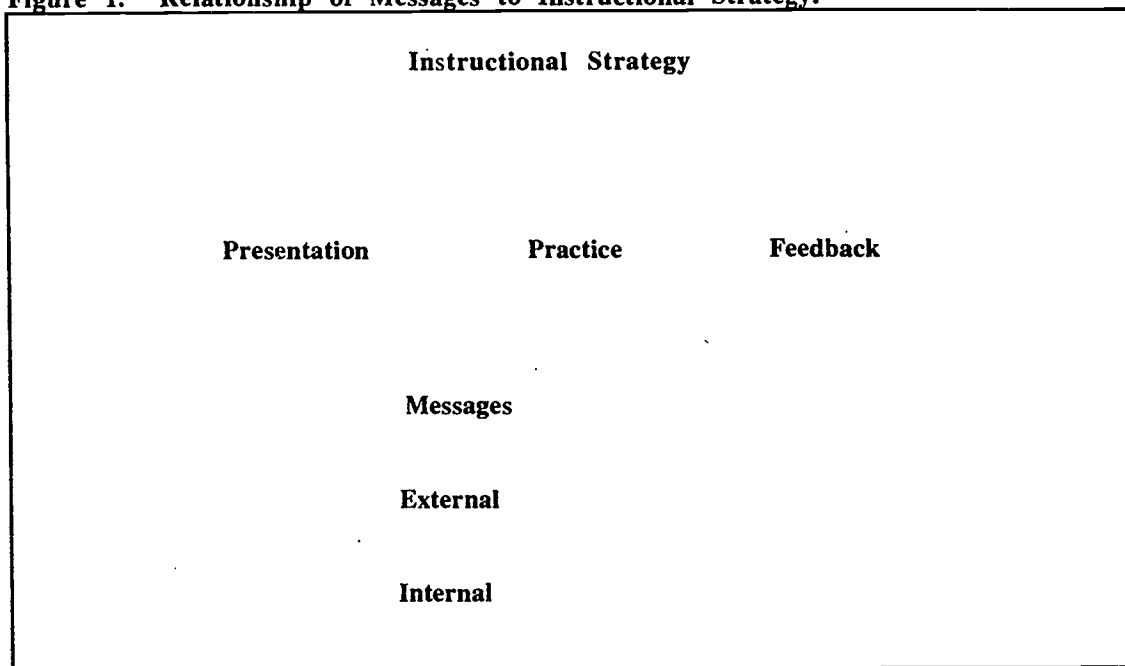 Figure 1. Relationship of Messages to Instructional Strategy.
Instructional Strategy
Presentation Practice Feedback
Messages
External
Internal